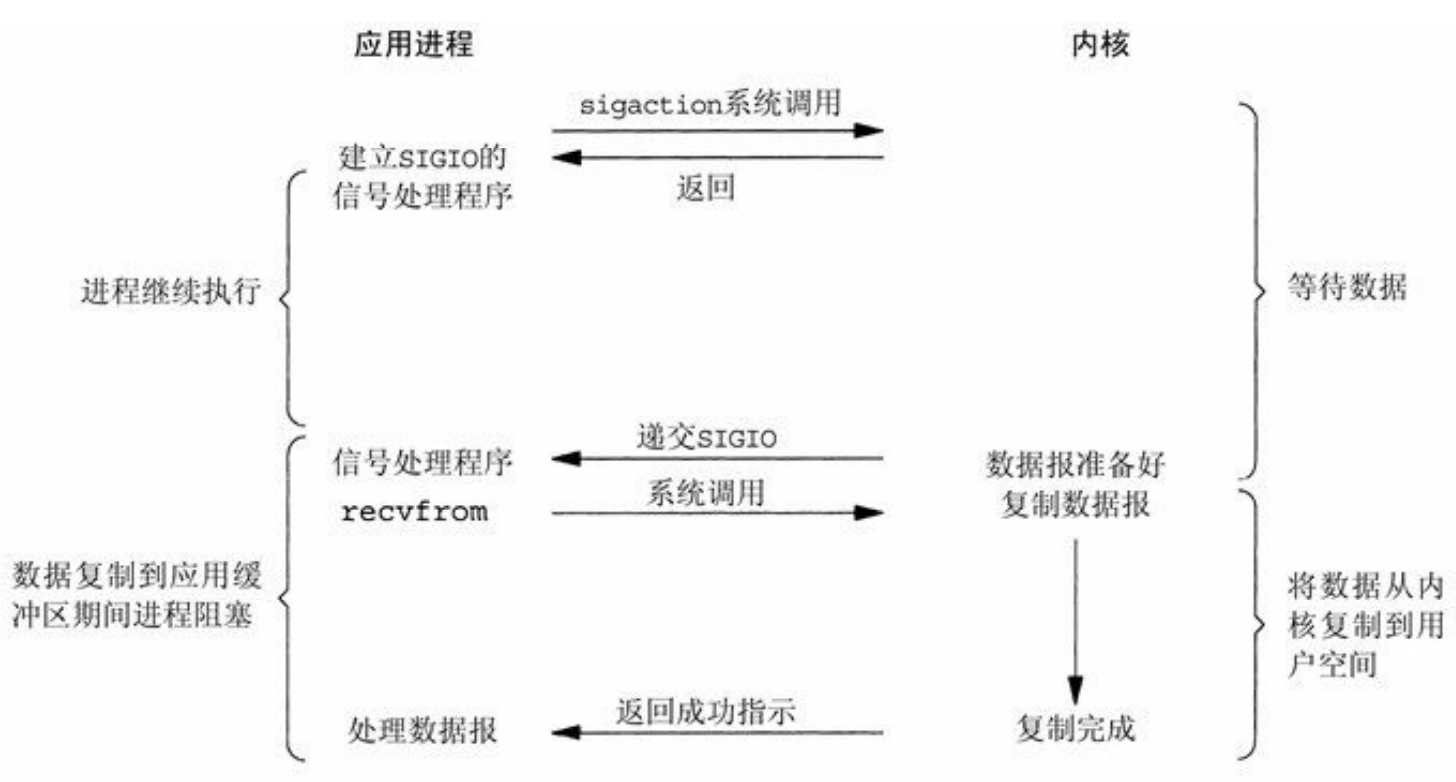 应用进程
内核
sigaction系统调用
建立SIGIO的
信号处理程序
返回
进程继续执行
等待数据
递交SIGIO
信号处理程序
数据报准备好
系统调用
recvfrom
复制数据报
数据复制到应用缓
冲区期间进程阻塞
将数据从内
核复制到用
户空间
返回成功指示
处理数据报
复制完成